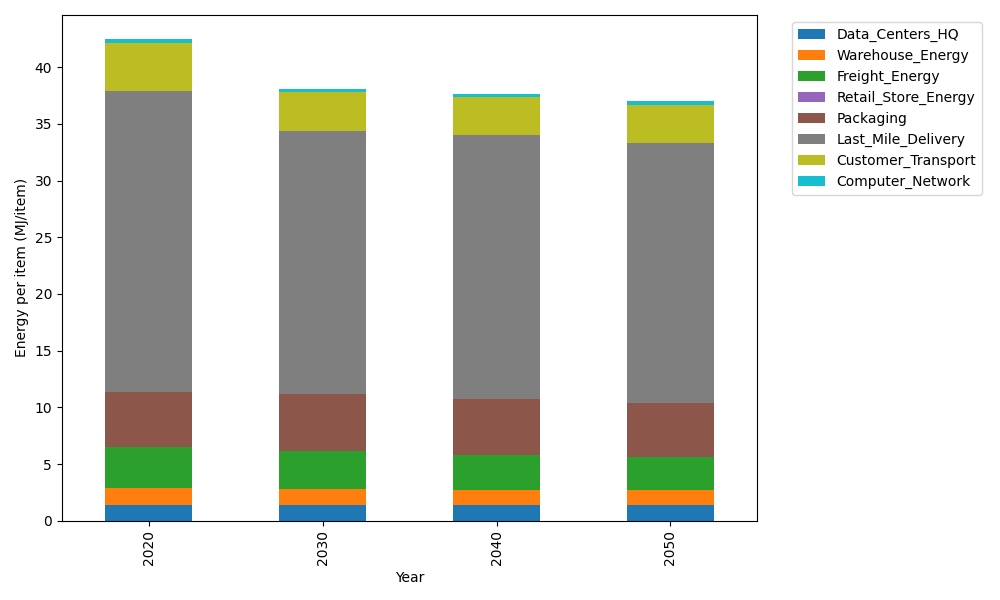 Energy per item (MJ/item)
40
35
30
25
20
15
10
5
0
2020
2030
2040
2050
Year
Data_Centers_HQ
Warehouse_Energy
Freight_Energy
Retail_Store_Energy
Packaging
Last_Mile_Delivery
Customer_Transport
Computer_Network